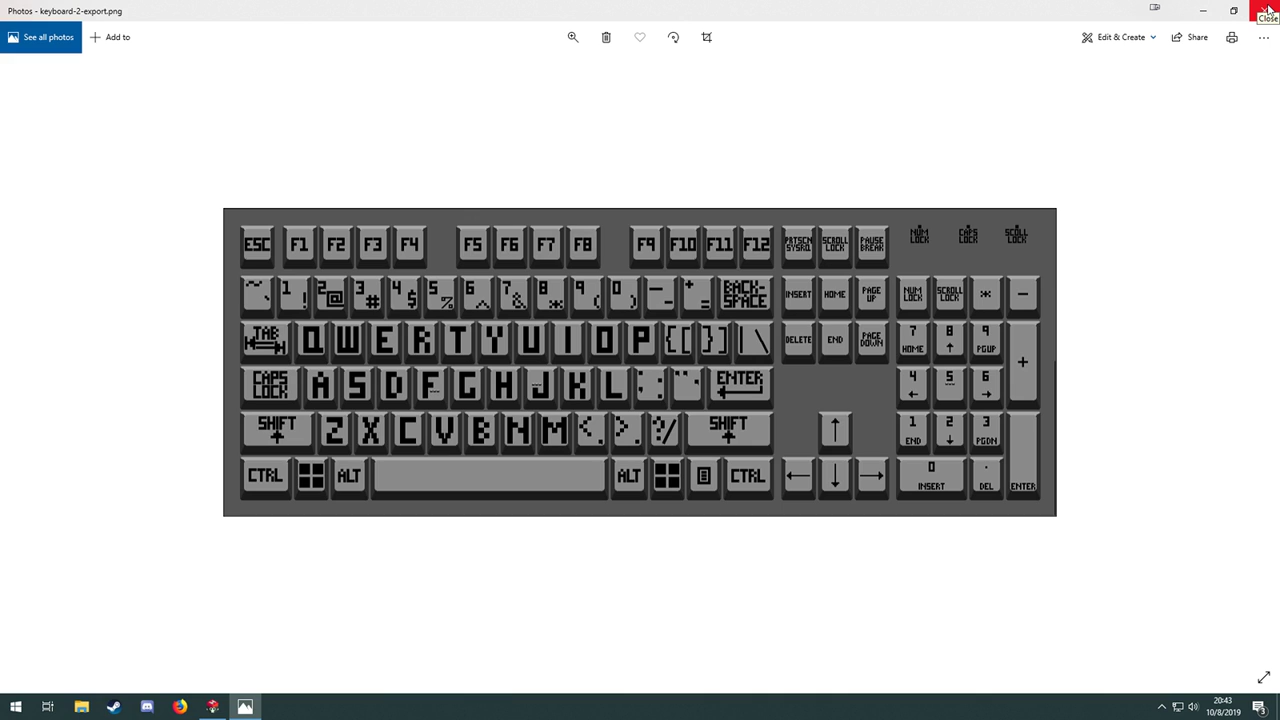 Photos - keyboard-2-export.png
Close
See all photos
Add to
Edit & Create
Share
ESC F1 F2 F3 F4 F5 F6 F7 F8 F9 F10 F11 F12 PRTSCN SYSRQ SCROLL LOCK PAUSE BREAK NUM LOCK CAPS LOCK SCROLL LOCK
~ ` 1 ! 2 @ 3 # 4 $ 5 % 6 ^ 7 & 8 * 9 ( 0 ) — - + = BACK-SPACE INSERT HOME PAGE UP NUM LOCK SCROLL LOCK * -
TAB Q W E R T Y U I O P { [ } ] | \ DELETE END PAGE DOWN 7 HOME 8 ↑ 9 PGUP +
CAPS LOCK A S D F G H J K L : ; " ' ENTER 4 ← 5 6 →
SHIFT Z X C V B N M < , > . ? / SHIFT ↑ 1 END 2 ↓ 3 PGDN
CTRL ALT ALT CTRL ← ↓ → 0 INSERT . DEL ENTER
20:43
10/8/2019
3